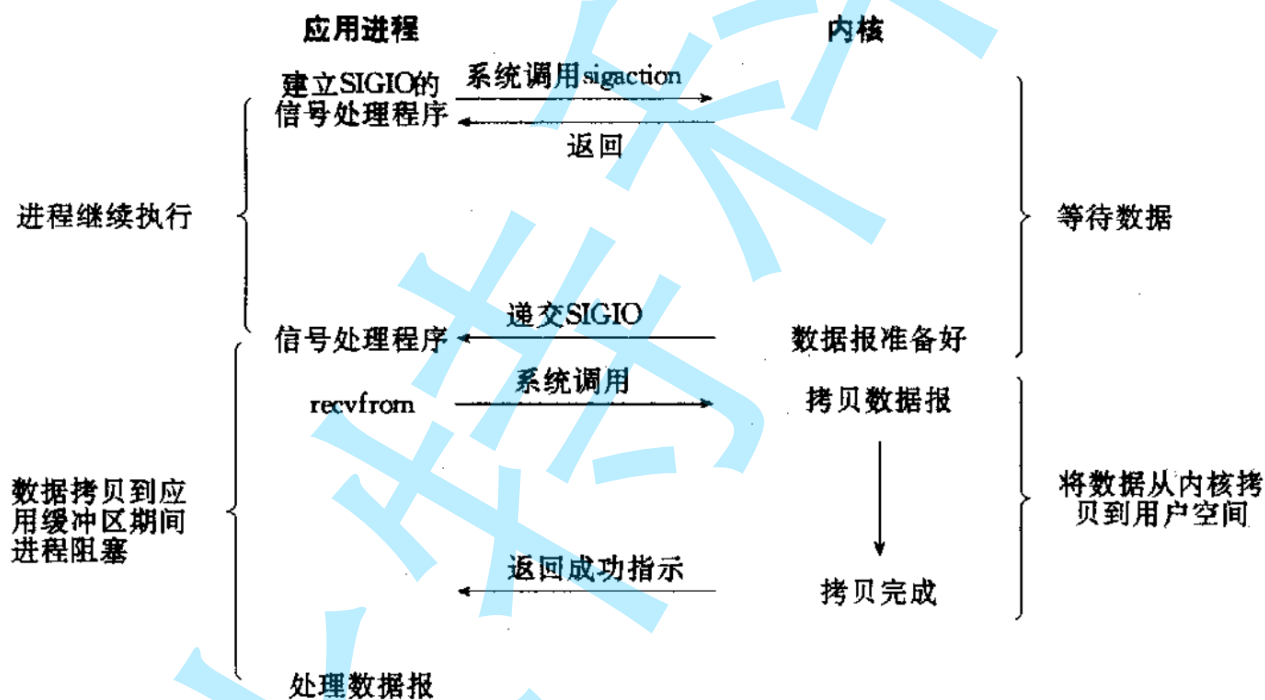 应用进程 内核
建立SIGIO的 系统调用sigaction
信号处理程序
返回
进程继续执行 等待数据
递交SIGIO
信号处理程序 数据报准备好
系统调用
recvfrom 拷贝数据报
数据拷贝到应
用缓冲区期间
进程阻塞
将数据从内核拷
贝到用户空间
返回成功指示
拷贝完成
处理数据报